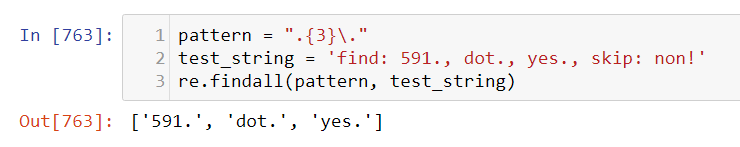 In [763]:
1 pattern = ".{3}\."
2 test_string = 'find: 591., dot., yes., skip: non!'
3 re.findall(pattern, test_string)
Out[763]: ['591.', 'dot.', 'yes.']